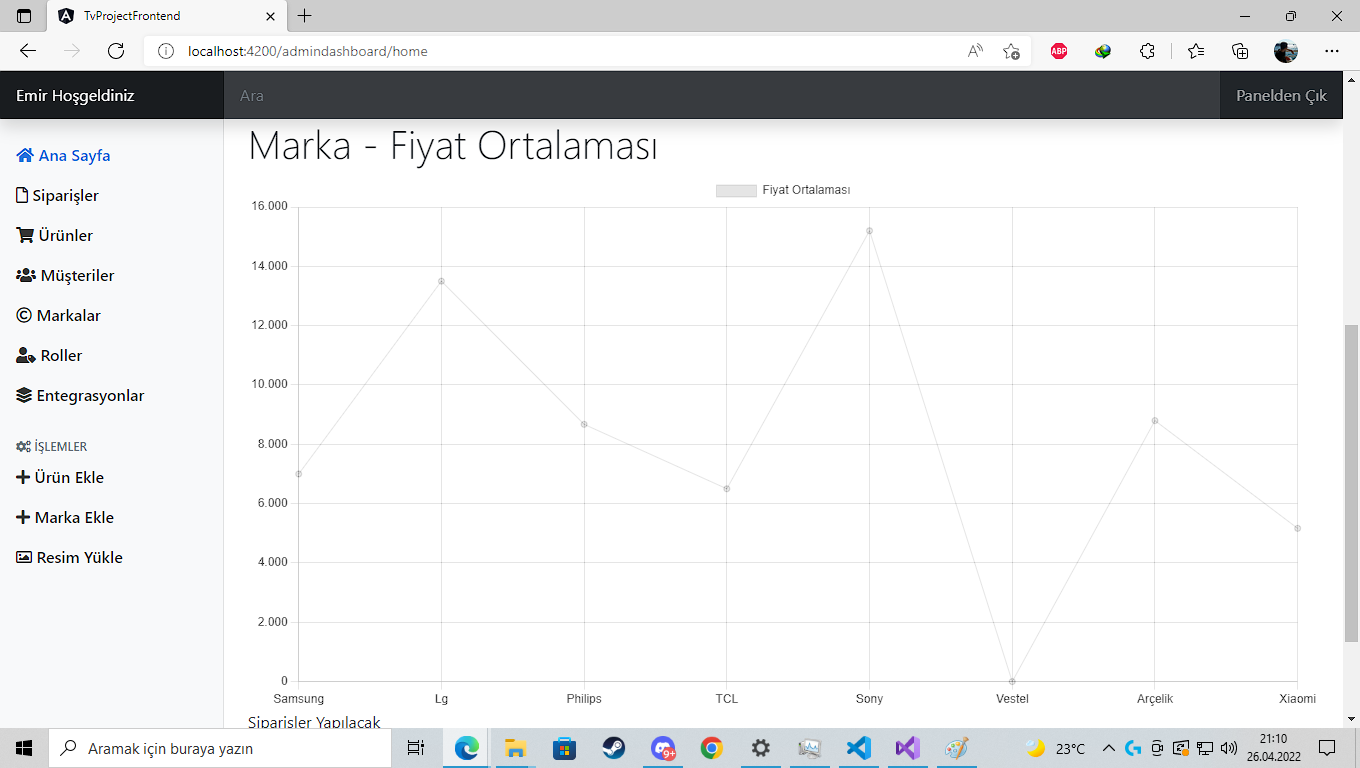 TvProjectFrontend
localhost:4200/admindashboard/home
ABP
Emir Hoşgeldiniz
Ara
Panelden Çık
Ana Sayfa
Siparişler
Ürünler
Müşteriler
Markalar
Roller
Entegrasyonlar
İŞLEMLER
Ürün Ekle
Marka Ekle
Resim Yükle
Marka - Fiyat Ortalaması
Fiyat Ortalaması
16.000
14.000
12.000
10.000
8.000
6.000
4.000
2.000
0
Samsung Lg Philips TCL Sony Vestel Arçelik Xiaomi
Siparişler Yapılacak
Aramak için buraya yazın
9+
23°C
21:10
26.04.2022